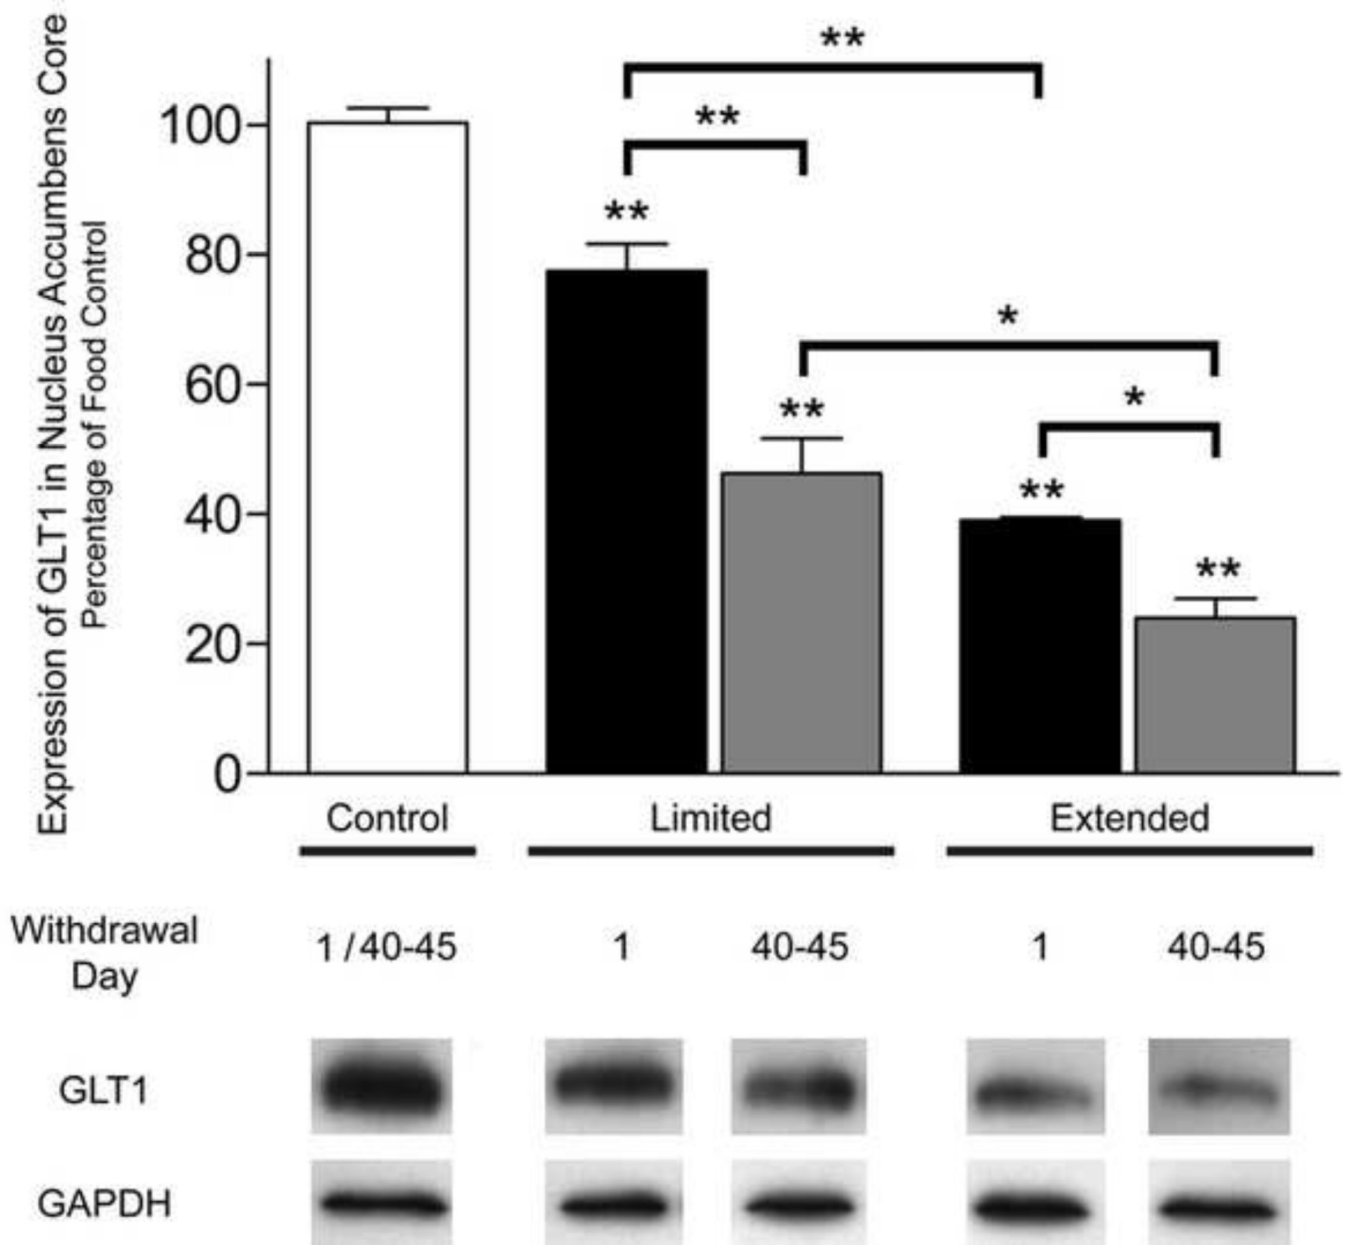 Expression of GLT1 in Nucleus Accumbens Core
Percentage of Food Control
100
80
60
40
20
0
**
**
**
*
**
*
**
**
Control
Limited
Extended
Withdrawal
Day
1 / 40-45
1
40-45
1
40-45
GLT1
GAPDH